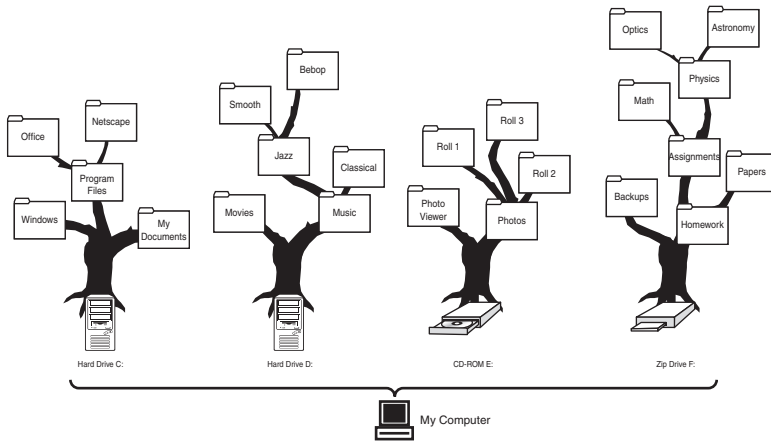 Optics
Astronomy
Physics
Bebop
Smooth
Math
Netscape
Office
Roll 3
Roll 1
Jazz
Classical
Assignments
Papers
Roll 2
Program
Files
Backups
Movies
Music
Photo
Viewer
Photos
Windows
My
Documents
Homework
Hard Drive C:
Hard Drive D:
CD-ROM E:
Zip Drive F:
My Computer